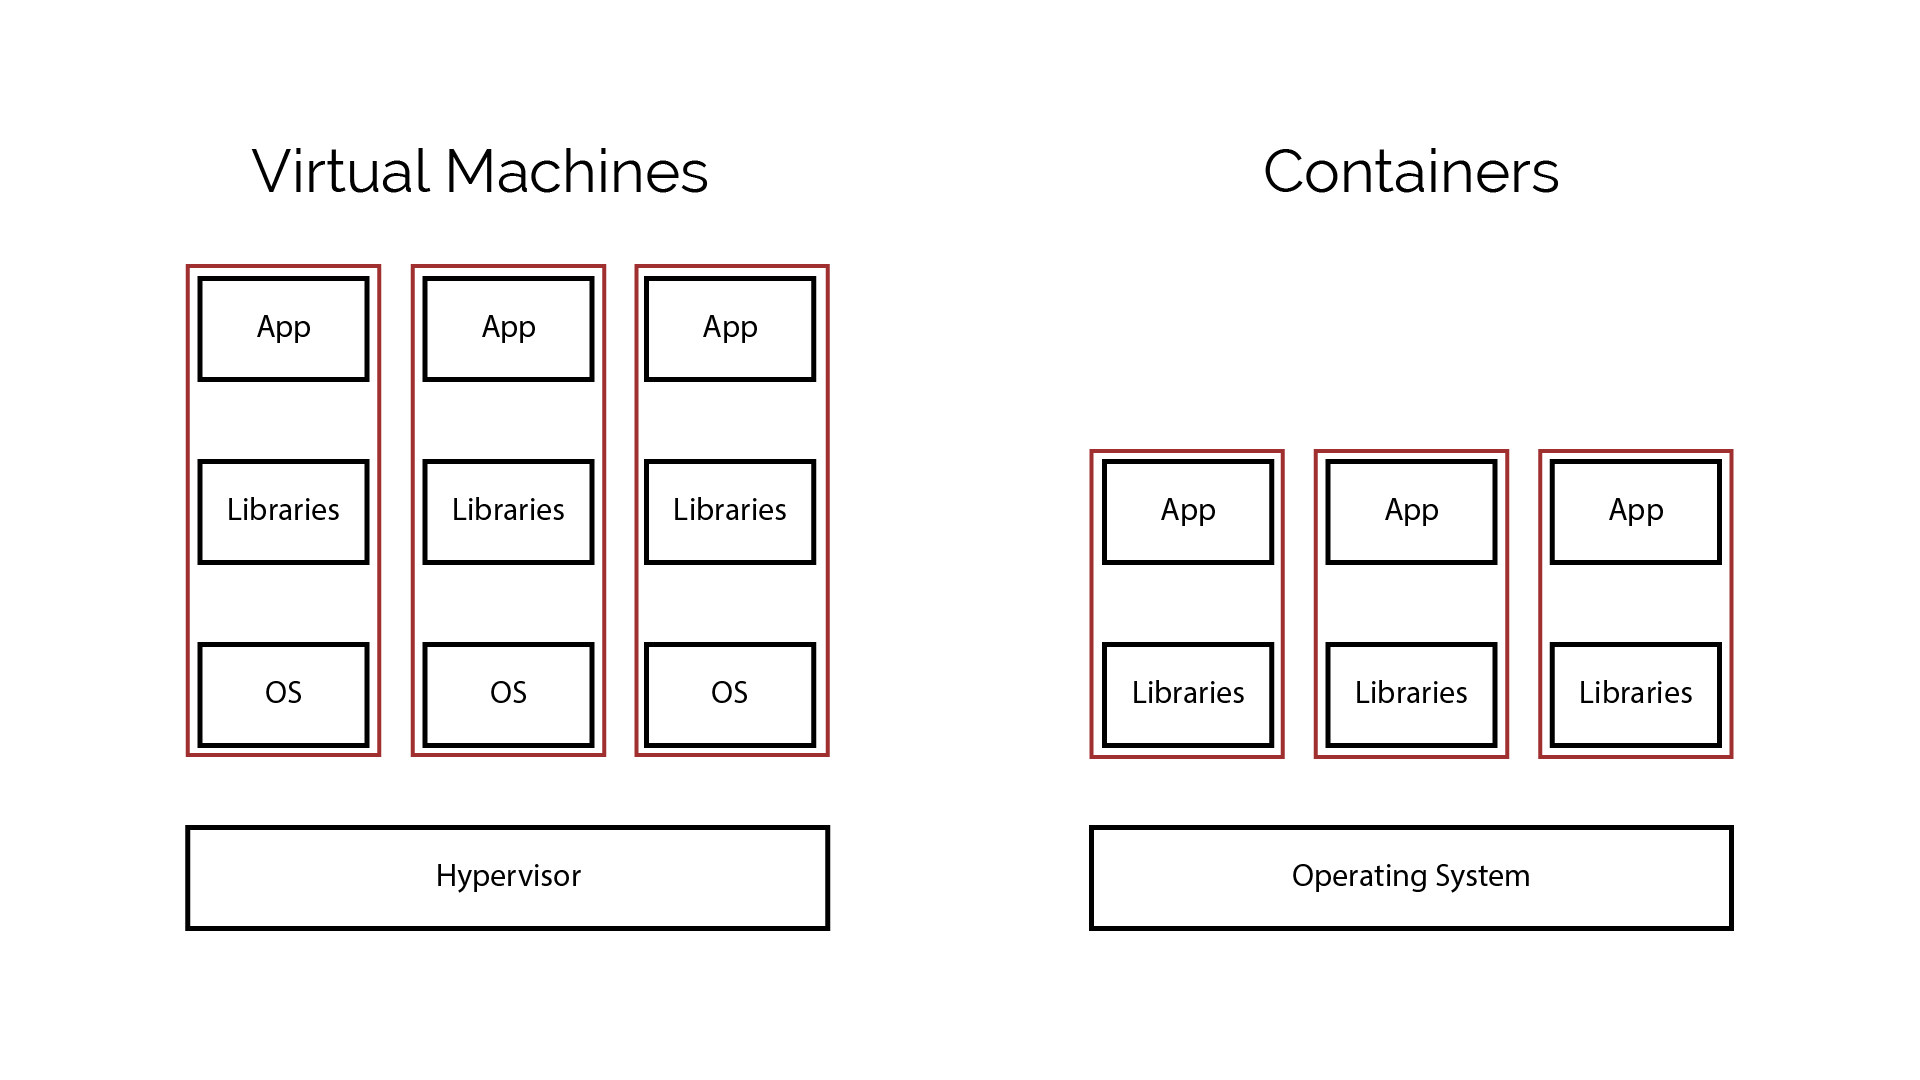 Virtual Machines
App
App
App
Libraries
Libraries
Libraries
OS
OS
OS
Hypervisor
Containers
App
App
App
Libraries
Libraries
Libraries
Operating System